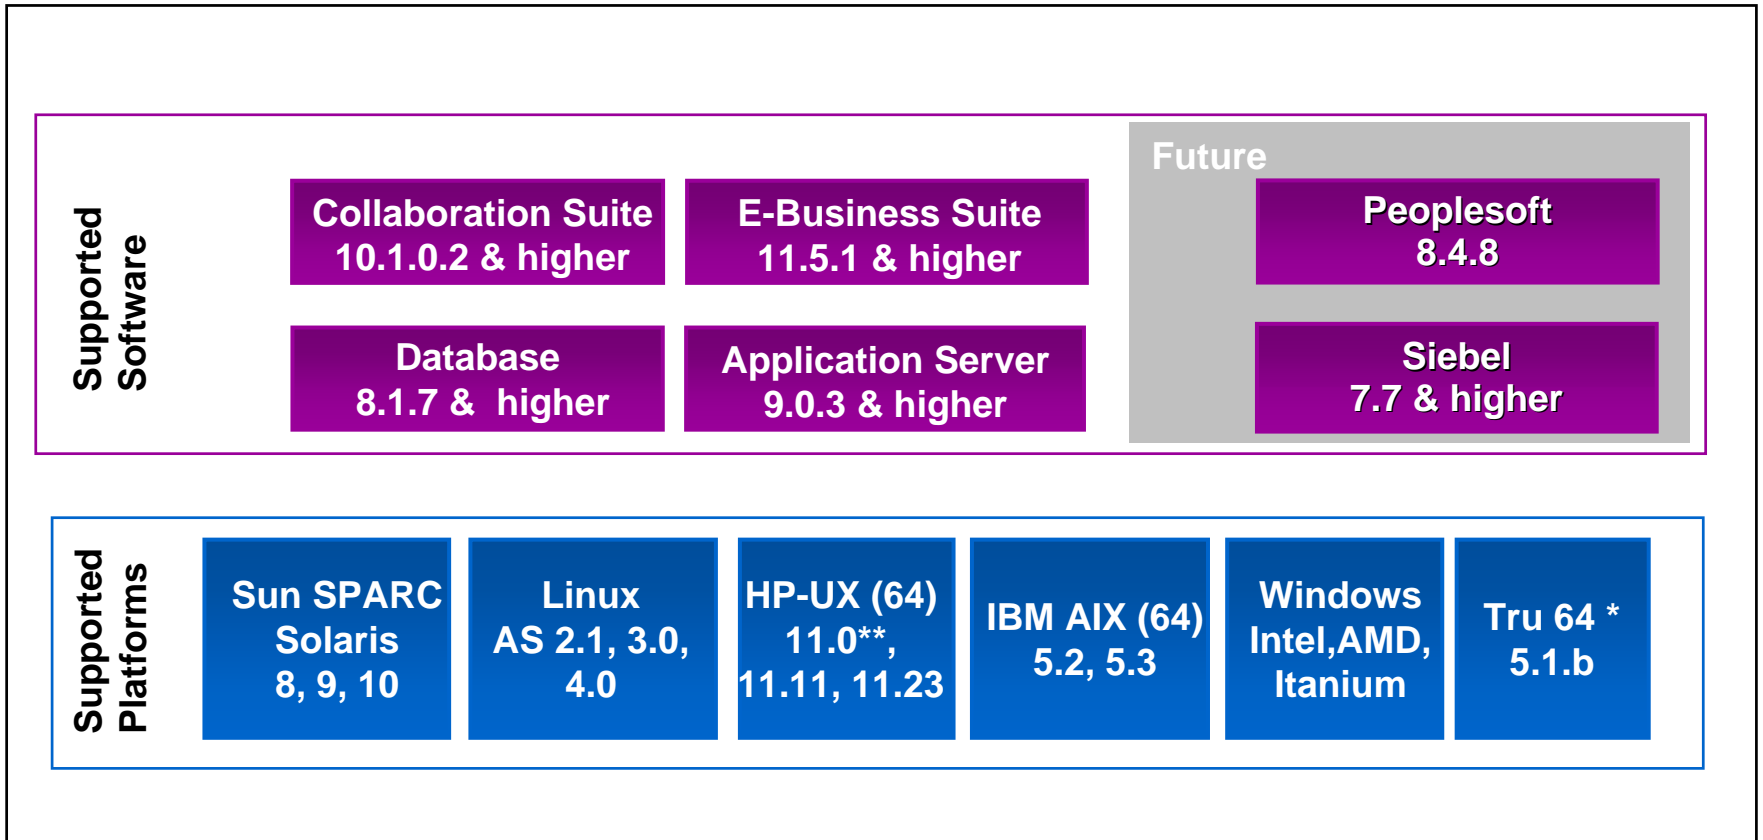 Supported
Software
Collaboration Suite
10.1.0.2 & higher
E-Business Suite
11.5.1 & higher
Database
8.1.7 &  higher
Application Server
9.0.3 & higher
Future
Peoplesoft
8.4.8
Siebel
7.7 & higher
Supported
Platforms
Sun SPARC
Solaris
8, 9, 10
Linux
AS 2.1, 3.0,
4.0
HP-UX (64)
11.0**,
11.11, 11.23
IBM AIX (64)
5.2, 5.3
Windows
Intel,AMD,
Itanium
Tru 64 *
5.1.b